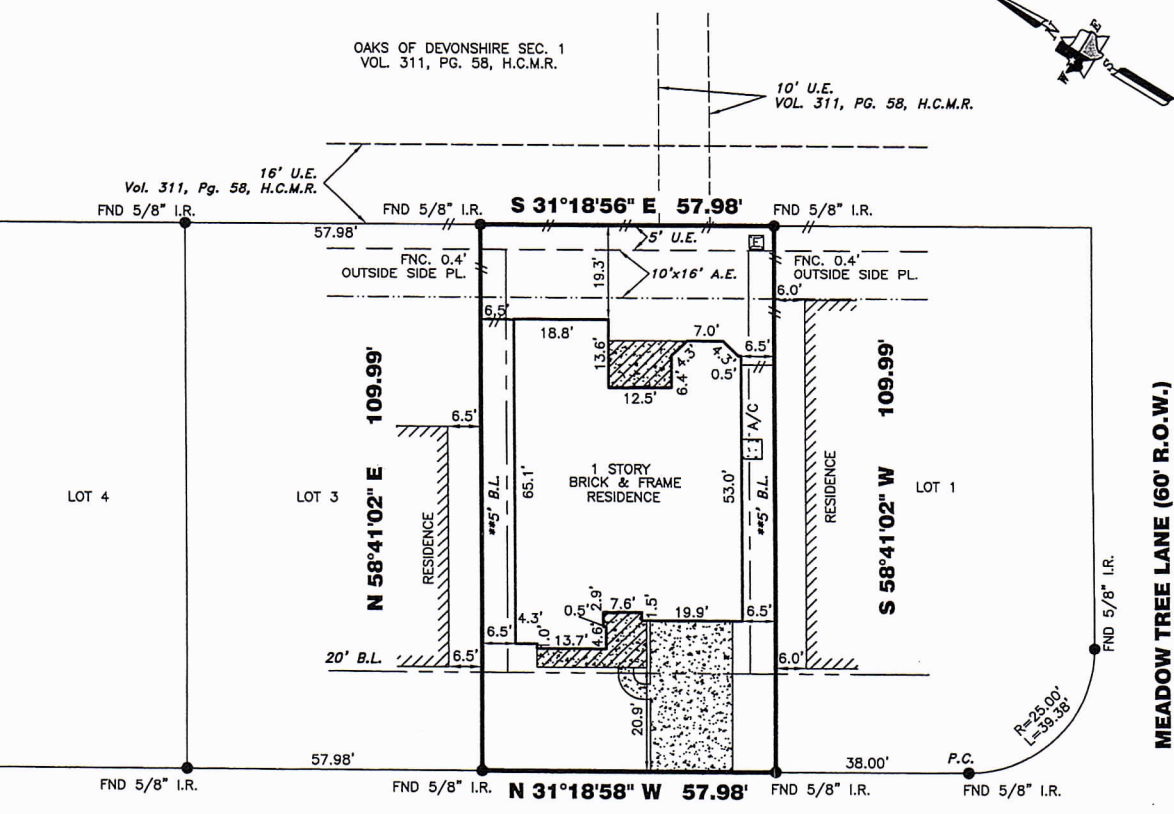 OAKS OF DEVONSHIRE SEC. 1
VOL. 311, PG. 58, H.C.M.R.
N
E
S
W
10' U.E.
VOL. 311, PG. 58, H.C.M.R.
16' U.E.
Vol. 311, Pg. 58, H.C.M.R.
FND 5/8" I.R.
FND 5/8" I.R.
S 31°18'56" E 57.98'
FND 5/8" I.R.
57.98'
5' U.E.
E
FNC. 0.4'
OUTSIDE SIDE PL.
19.3'
10'x16' A.E.
FNC. 0.4'
OUTSIDE SIDE PL.
6.0'
6.5'
18.8'
13.6'
7.0'
4.3'
4.3'
0.5'
6.5'
6.4'
12.5'
N 58°41'02" E 109.99'
6.5'
A/C
S 58°41'02" W 109.99'
LOT 4
LOT 3
RESIDENCE
**5' B.L.
65.1'
1 STORY
BRICK & FRAME
RESIDENCE
53.0'
**5' B.L.
RESIDENCE
LOT 1
MEADOW TREE LANE (60' R.O.W.)
FND 5/8" I.R.
2.9'
7.6'
1.5'
19.9'
6.5'
0.5'
4.3'
6.5'
13.7'
4.6'
20' B.L.
6.5'
6.0'
20.9'
R=25.00'
L=39.38'
57.98'
38.00'
P.C.
FND 5/8" I.R.
FND 5/8" I.R.
N 31°18'58" W 57.98'
FND 5/8" I.R.
FND 5/8" I.R.